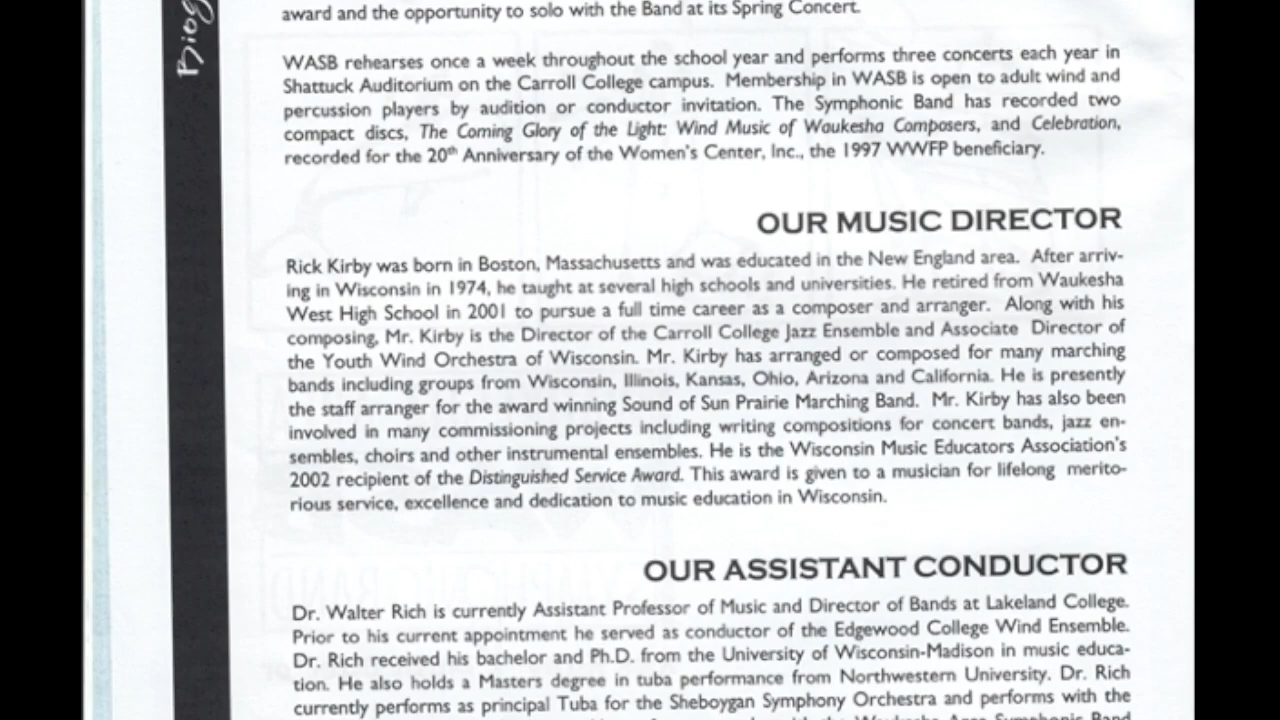 Biog
award and the opportunity to solo with the Band at its Spring Concert.
WASB rehearses once a week throughout the school year and performs three concerts each year in
Shattuck Auditorium on the Carroll College campus. Membership in WASB is open to adult wind and
percussion players by audition or conductor invitation. The Symphonic Band has recorded two
compact discs, The Coming Glory of the Light: Wind Music of Waukesha Composers, and Celebration,
recorded for the 20th Anniversary of the Women's Center, Inc., the 1997 WWFP beneficiary.
OUR MUSIC DIRECTOR
Rick Kirby was born in Boston, Massachusetts and was educated in the New England area. After arriv-
ing in Wisconsin in 1974, he taught at several high schools and universities. He retired from Waukesha
West High School in 2001 to pursue a full time career as a composer and arranger. Along with his
composing, Mr. Kirby is the Director of the Carroll College Jazz Ensemble and Associate Director of
the Youth Wind Orchestra of Wisconsin. Mr. Kirby has arranged or composed for many marching
bands including groups from Wisconsin, Illinois, Kansas, Ohio, Arizona and California. He is presently
the staff arranger for the award winning Sound of Sun Prairie Marching Band. Mr. Kirby has also been
involved in many commissioning projects including writing compositions for concert bands, jazz en-
sembles, choirs and other instrumental ensembles. He is the Wisconsin Music Educators Association's
2002 recipient of the Distinguished Service Award. This award is given to a musician for lifelong merito-
rious service, excellence and dedication to music education in Wisconsin.
OUR ASSISTANT CONDUCTOR
Dr. Walter Rich is currently Assistant Professor of Music and Director of Bands at Lakeland College.
Prior to his current appointment he served as conductor of the Edgewood College Wind Ensemble.
Dr. Rich received his bachelor and Ph.D. from the University of Wisconsin-Madison in music educa-
tion. He also holds a Masters degree in tuba performance from Northwestern University. Dr. Rich
currently performs as principal Tuba for the Sheboygan Symphony Orchestra and performs with the